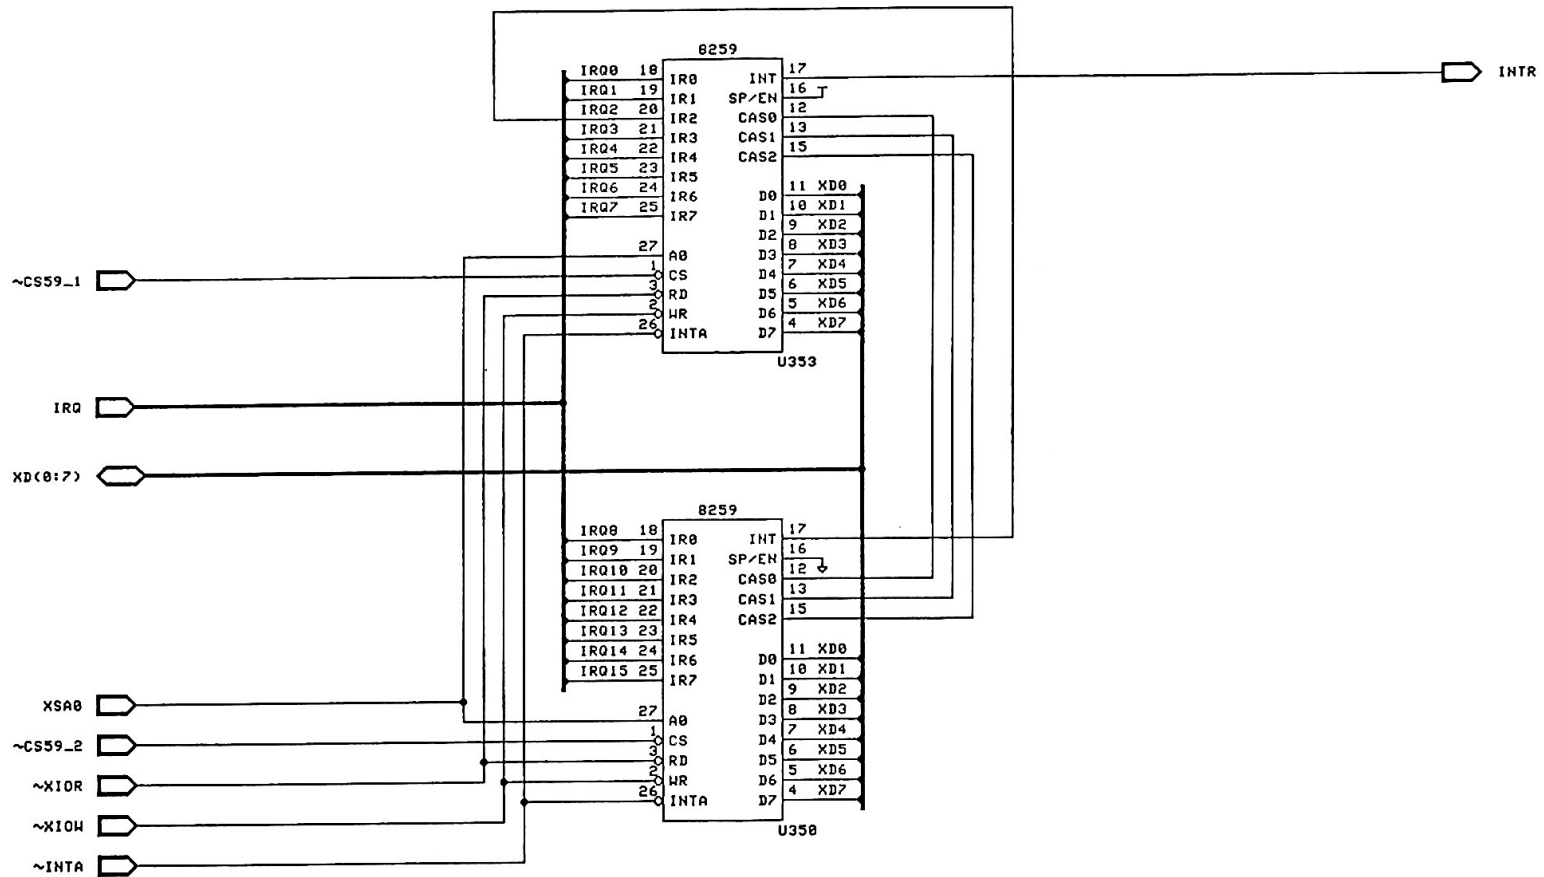 8259
IRQ0 18 IR0 INT 17
INTR
IRQ1 19 IR1 SP/EN 16
IRQ2 20 IR2 CAS0 12
IRQ3 21 IR3 CAS1 13
IRQ4 22 IR4 CAS2 15
IRQ5 23 IR5
IRQ6 24 IR6 D0 11 XD0
IRQ7 25 IR7 D1 10 XD1
D2 9 XD2
27 A0 D3 8 XD3
~CS59_1 1 CS D4 7 XD4
3 RD D5 6 XD5
2 WR D6 5 XD6
26 INTA D7 4 XD7
U353
IRQ
XD(0:7)
8259
IRQ8 18 IR0 INT 17
IRQ9 19 IR1 SP/EN 16
IRQ10 20 IR2 CAS0 12
IRQ11 21 IR3 CAS1 13
IRQ12 22 IR4 CAS2 15
IRQ13 23 IR5
IRQ14 24 IR6 D0 11 XD0
IRQ15 25 IR7 D1 10 XD1
D2 9 XD2
XSA0 27 A0 D3 8 XD3
~CS59_2 1 CS D4 7 XD4
3 RD D5 6 XD5
~XIOR 2 WR D6 5 XD6
26 INTA D7 4 XD7
~XIOW
U350
~INTA